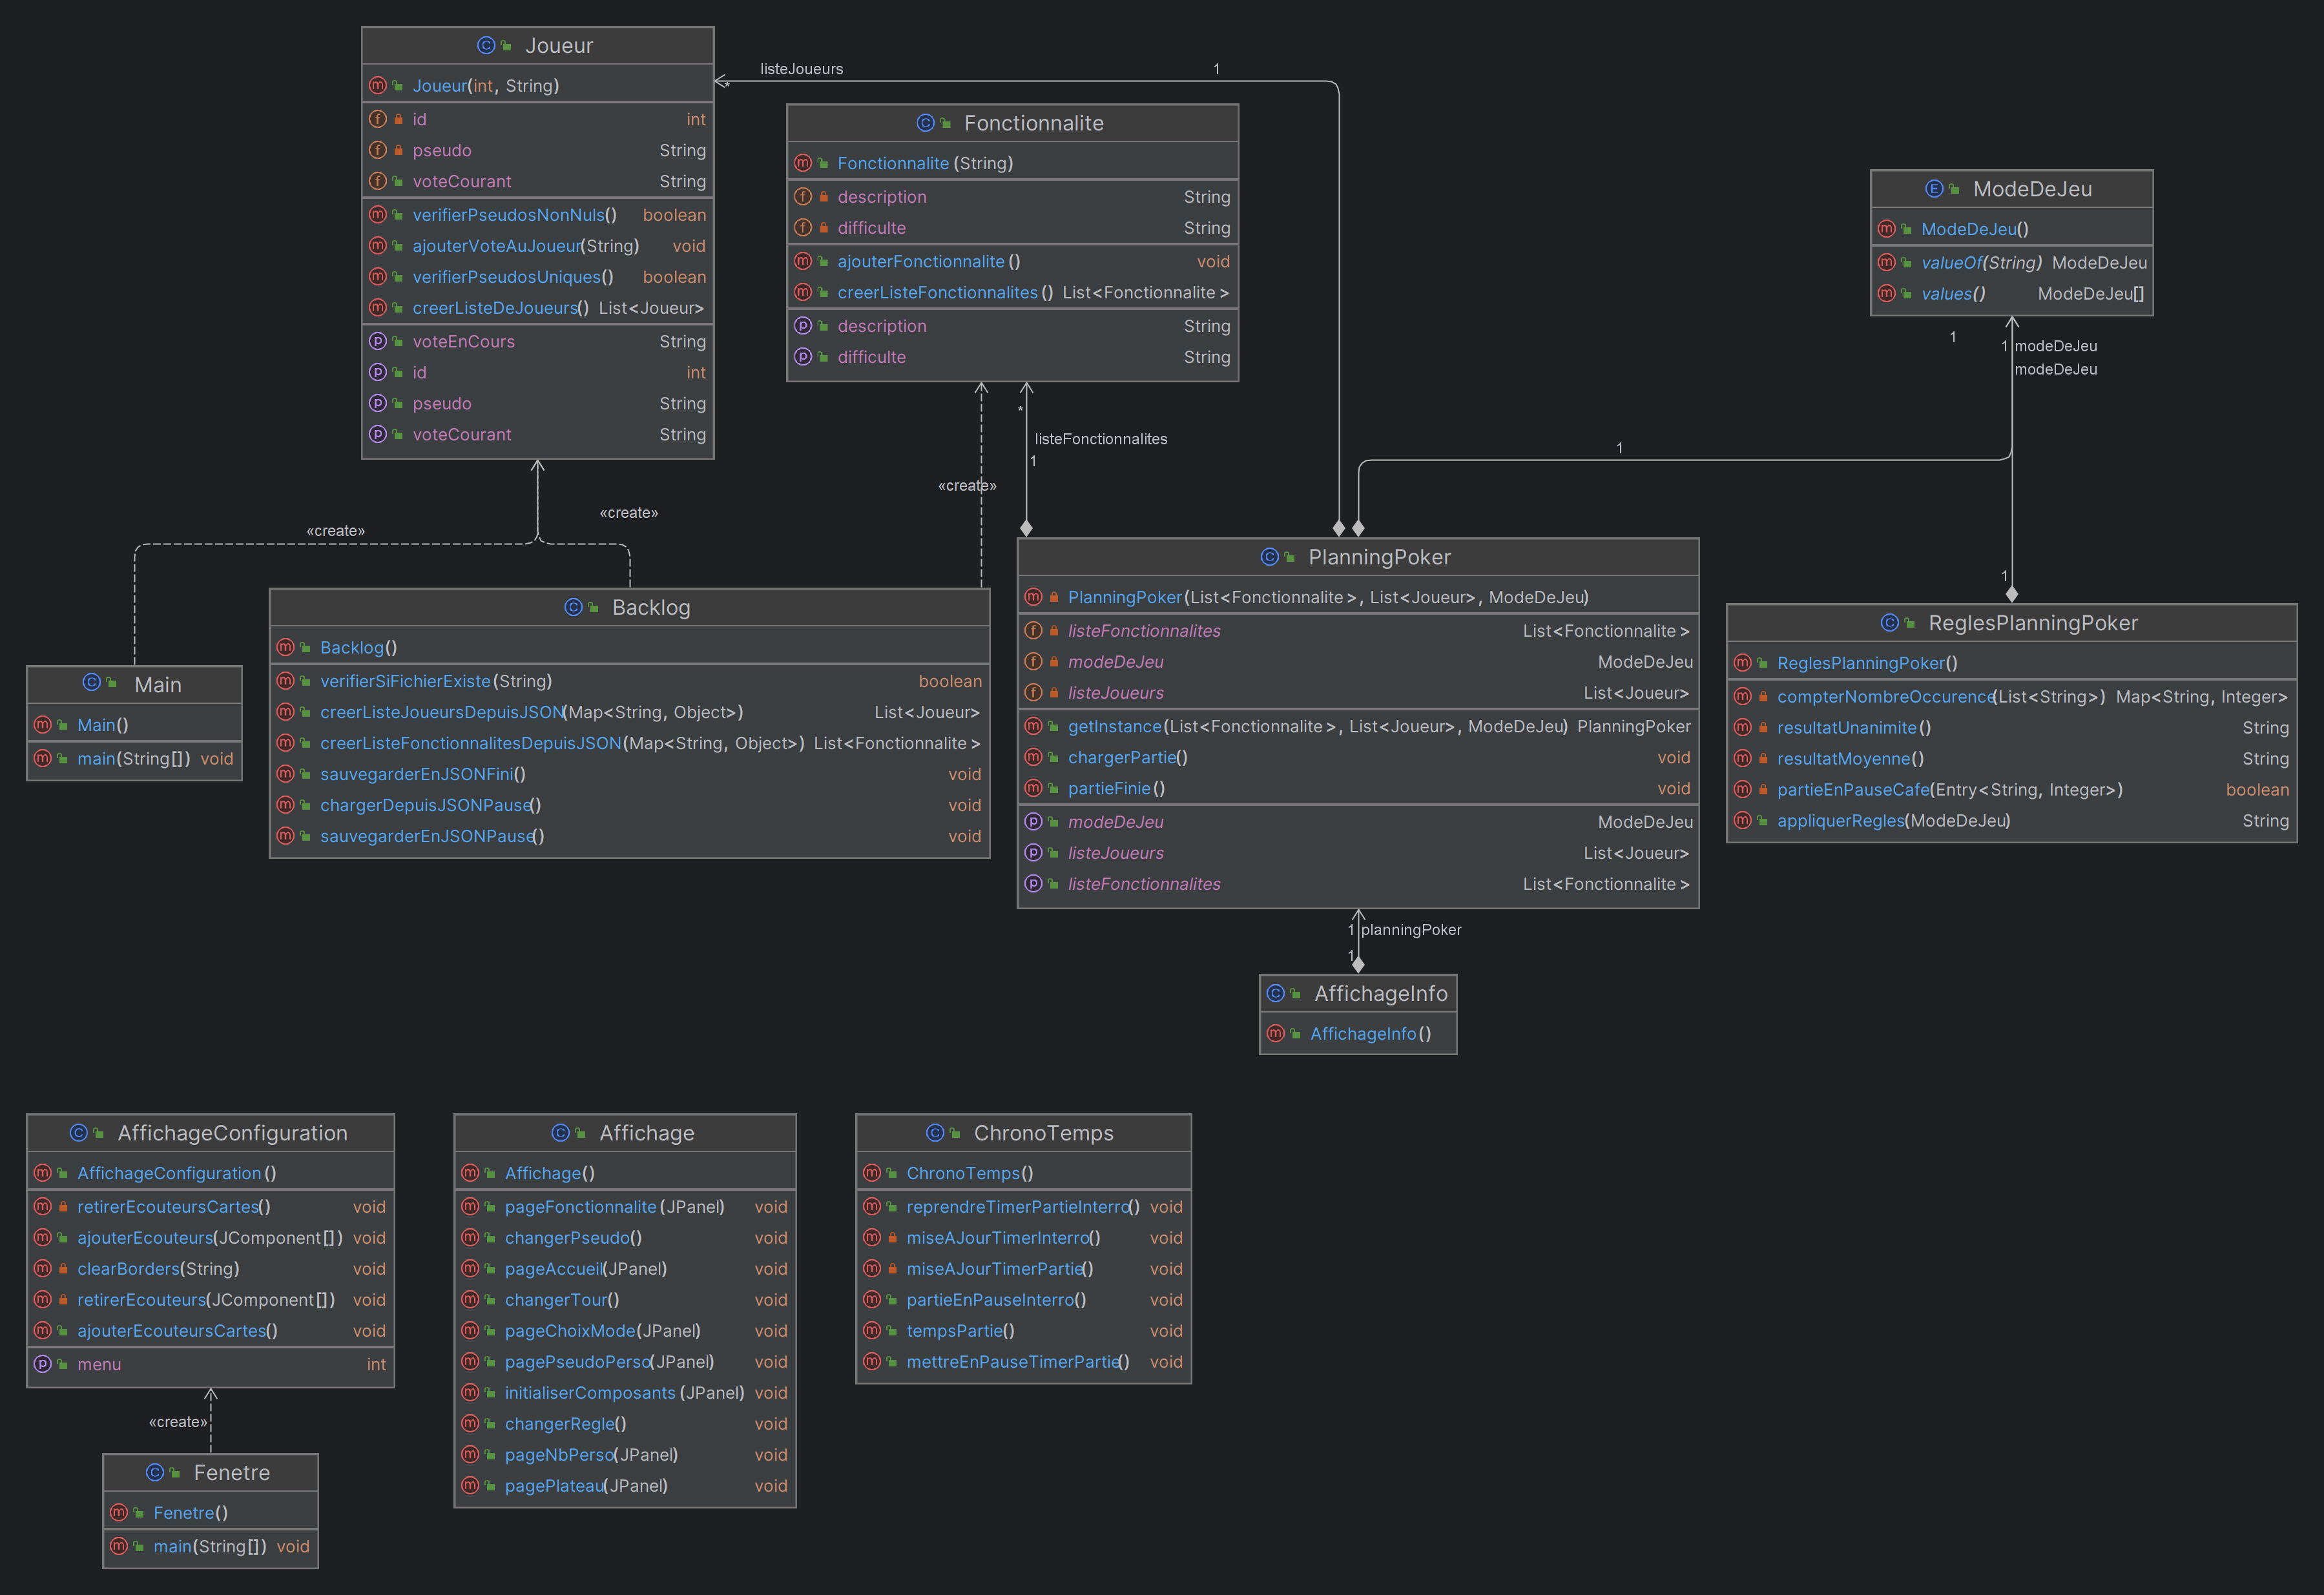 Joueur
Joueur(int, String)
id int
pseudo String
voteCourant String
verifierPseudosNonNuls() boolean
ajouterVoteAuJoueur(String) void
verifierPseudosUniques() boolean
creerListeDeJoueurs() List<Joueur>
voteEnCours String
id int
pseudo String
voteCourant String
listeJoueurs
1
*
Fonctionnalite
Fonctionnalite (String)
description String
difficulte String
ajouterFonctionnalite () void
creerListeFonctionnalites () List<Fonctionnalite >
description String
difficulte String
ModeDeJeu
ModeDeJeu()
valueOf(String) ModeDeJeu
values() ModeDeJeu[]
1
1 modeDeJeu
modeDeJeu
*
listeFonctionnalites
1
1
«create»
«create»
«create»
1
PlanningPoker
PlanningPoker(List<Fonctionnalite >, List<Joueur>, ModeDeJeu)
listeFonctionnalites List<Fonctionnalite >
modeDeJeu ModeDeJeu
listeJoueurs List<Joueur>
getInstance(List<Fonctionnalite >, List<Joueur>, ModeDeJeu) PlanningPoker
chargerPartie() void
partieFinie () void
modeDeJeu ModeDeJeu
listeJoueurs List<Joueur>
listeFonctionnalites List<Fonctionnalite >
Backlog
Backlog()
verifierSiFichierExiste (String) boolean
creerListeJoueursDepuisJSON(Map<String, Object>) List<Joueur>
creerListeFonctionnalitesDepuisJSON(Map<String, Object>) List<Fonctionnalite >
sauvegarderEnJSONFini() void
chargerDepuisJSONPause() void
sauvegarderEnJSONPause() void
ReglesPlanningPoker
ReglesPlanningPoker()
compterNombreOccurence(List<String>) Map<String, Integer>
resultatUnanimite () String
resultatMoyenne() String
partieEnPauseCafe(Entry<String, Integer>) boolean
appliquerRegles(ModeDeJeu) String
Main
Main()
main(String[]) void
1 planningPoker
1
AffichageInfo
AffichageInfo ()
AffichageConfiguration
AffichageConfiguration ()
retirerEcouteursCartes() void
ajouterEcouteurs(JComponent[]) void
clearBorders(String) void
retirerEcouteurs(JComponent[]) void
ajouterEcouteursCartes() void
menu int
Affichage
Affichage()
pageFonctionnalite (JPanel) void
changerPseudo() void
pageAccueil(JPanel) void
changerTour() void
pageChoixMode(JPanel) void
pagePseudoPerso(JPanel) void
initialiserComposants (JPanel) void
changerRegle() void
pageNbPerso(JPanel) void
pagePlateau(JPanel) void
ChronoTemps
ChronoTemps()
reprendreTimerPartieInterro() void
miseAJourTimerInterro() void
miseAJourTimerPartie() void
partieEnPauseInterro() void
tempsPartie() void
mettreEnPauseTimerPartie() void
«create»
Fenetre
Fenetre()
main(String[]) void